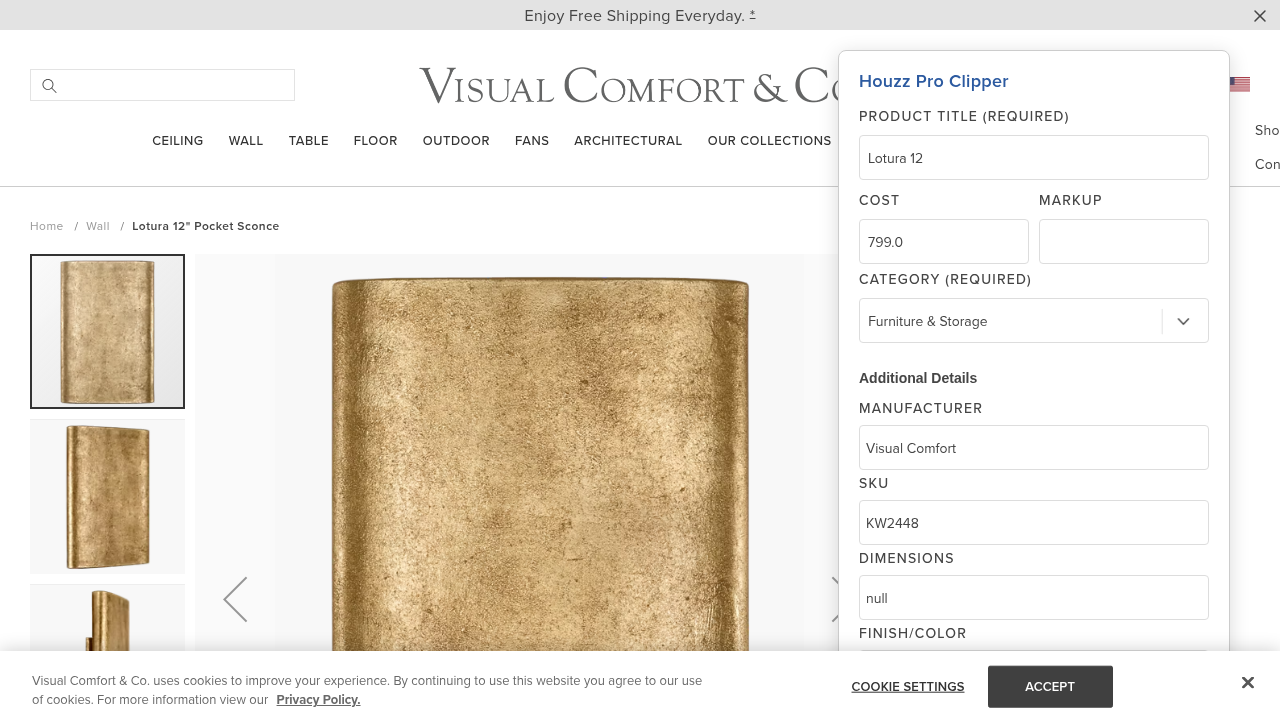 Enjoy Free Shipping Everyday. *
VISUAL COMFORT & CO
CEILING WALL TABLE FLOOR OUTDOOR FANS ARCHITECTURAL OUR COLLECTIONS
Sho
Con
Home / Wall / Lotura 12" Pocket Sconce
Houzz Pro Clipper
PRODUCT TITLE (REQUIRED)
Lotura 12
COST MARKUP
799.0
CATEGORY (REQUIRED)
Furniture & Storage
Additional Details
MANUFACTURER
Visual Comfort
SKU
KW2448
DIMENSIONS
null
FINISH/COLOR
Visual Comfort & Co. uses cookies to improve your experience. By continuing to use this website you agree to our use
of cookies. For more information view our Privacy Policy.
COOKIE SETTINGS
ACCEPT